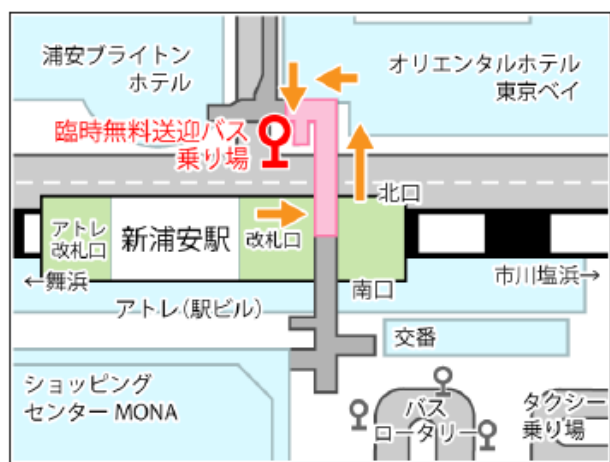 浦安ブライトン
ホテル
オリエンタルホテル
東京ベイ
臨時無料送迎バス
乗り場
北口
アトレ
改札口
新浦安駅
改札口
←舞浜
市川塩浜→
南口
アトレ(駅ビル)
交番
ショッピング
センター MONA
バス
ロータリー
タクシー
乗り場